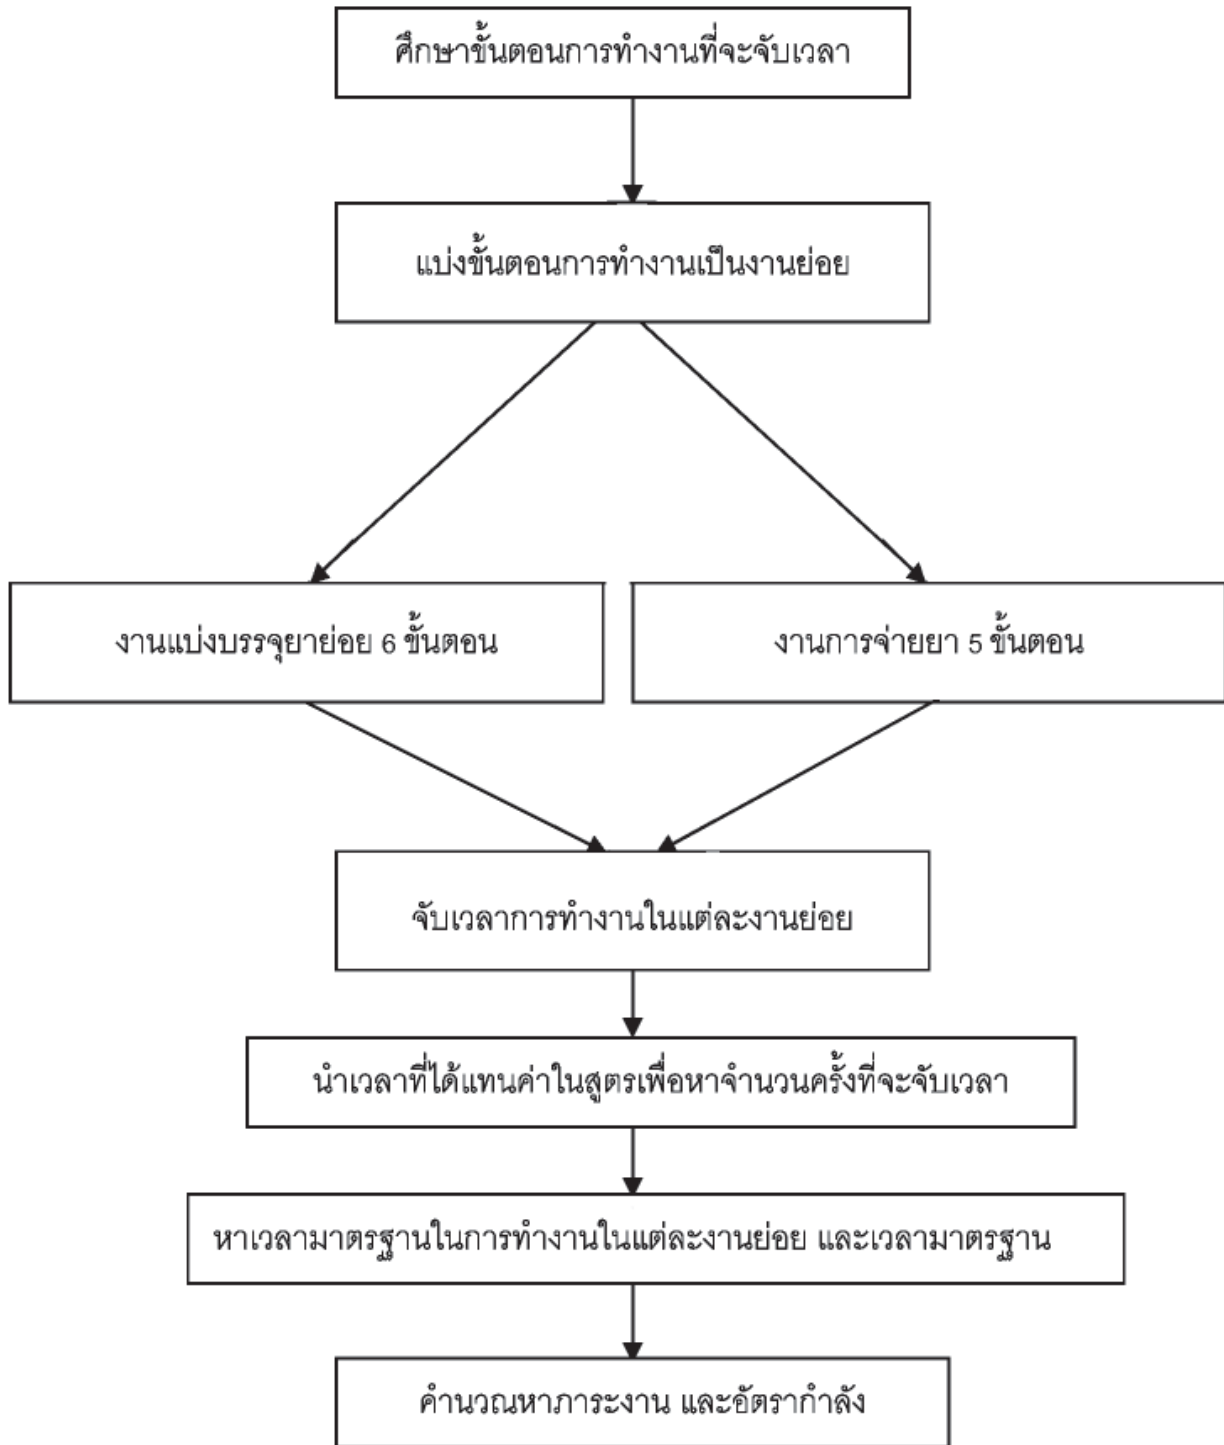 ศึกษาขั้นตอนการทำงานที่จะจับเวลา
แบ่งขั้นตอนการทำงานเป็นงานย่อย
งานแบ่งบรรจุยาย่อย 6 ขั้นตอน
งานการจ่ายยา 5 ขั้นตอน
จับเวลาการทำงานในแต่ละงานย่อย
นำเวลาที่ได้แทนค่าในสูตรเพื่อหาจำนวนครั้งที่จะจับเวลา
หาเวลามาตรฐานในการทำงานในแต่ละงานย่อย และเวลามาตรฐาน
คำนวณหาภาระงาน และอัตรากำลัง